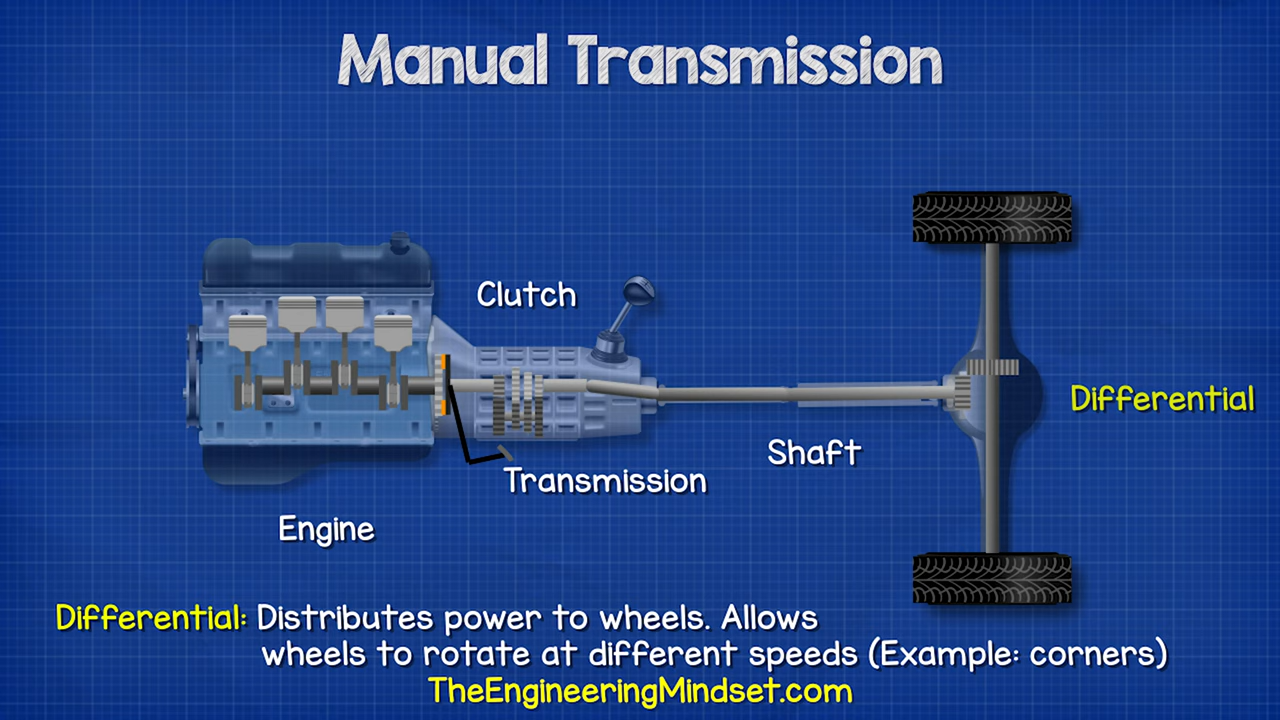 Manual Transmission
Clutch
Differential
Shaft
Transmission
Engine
Differential: Distributes power to wheels. Allows
wheels to rotate at different speeds (Example: corners)
TheEngineeringMindset.com